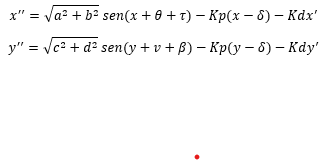 x′′ = √(a² + b²) sen(x + θ + τ) − Kp(x − δ) − Kdx′
y′′ = √(c² + d²) sen(y + v + β) − Kp(y − δ) − Kdy′